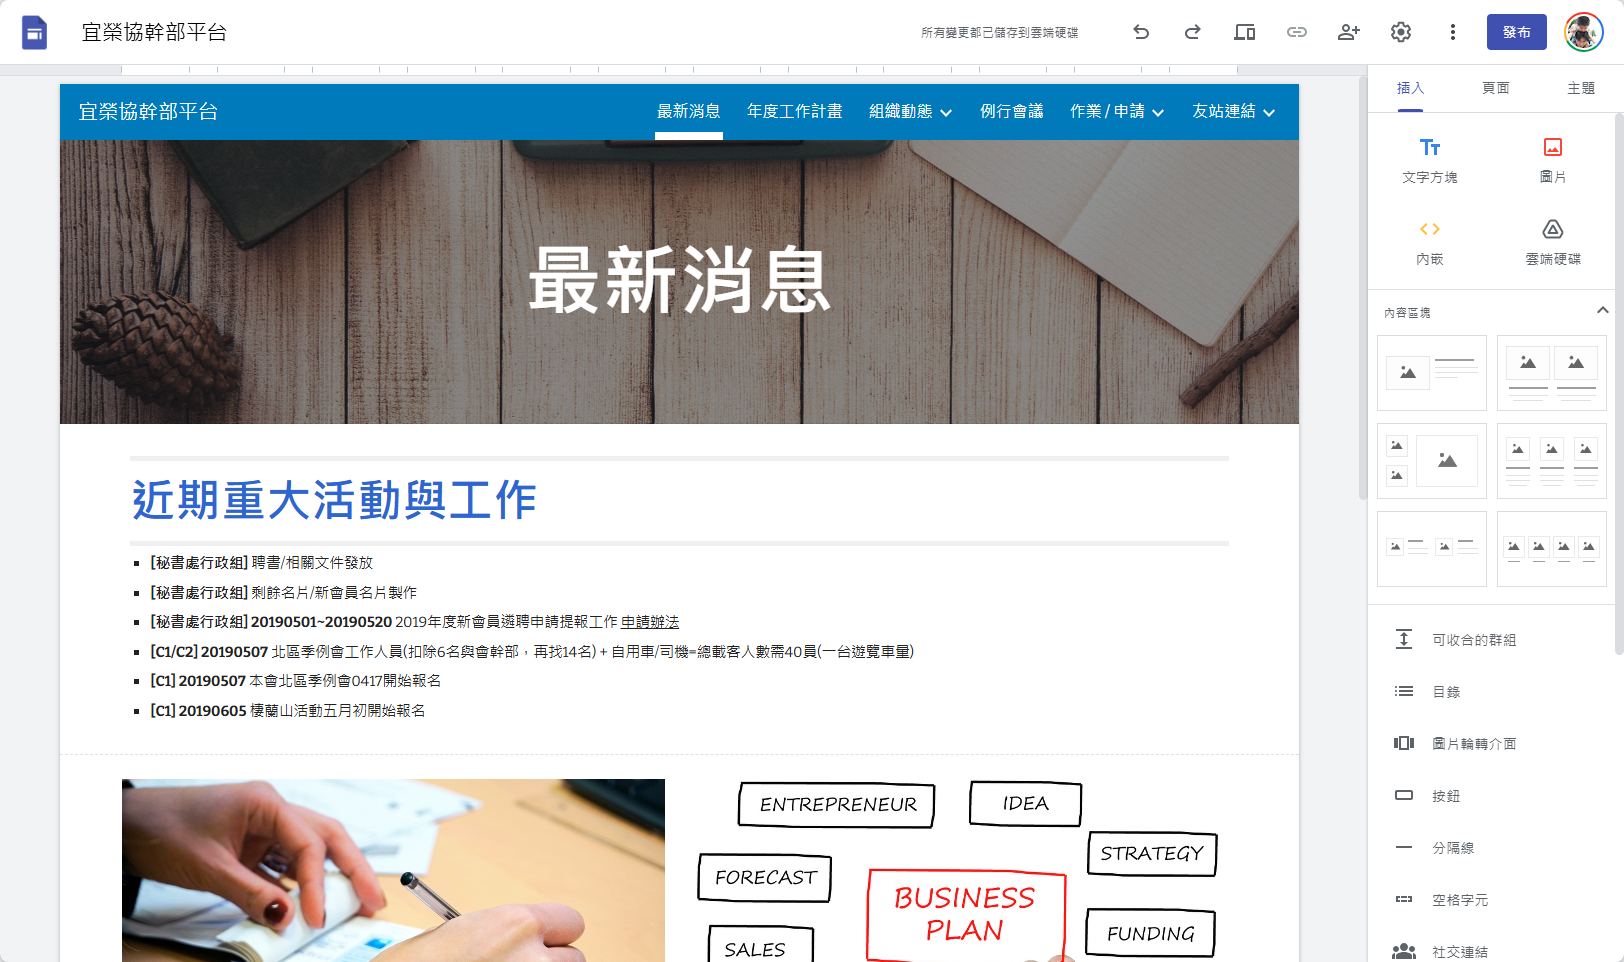 宜榮協幹部平台
所有變更都已儲存到雲端硬碟
發布
宜榮協幹部平台
最新消息
年度工作計畫
組織動態
例行會議
作業 / 申請
友站連結
最新消息
近期重大活動與工作
[秘書處行政組] 聘書/相關文件發放
[秘書處行政組] 剩餘名片/新會員名片製作
[秘書處行政組] 20190501~20190520 2019年度新會員遴聘申請提報工作 申請辦法
[C1/C2] 20190507 北區季例會工作人員(扣除6名與會幹部，再找14名) + 自用車/司機=總載客人數需40員(一台遊覽車量)
[C1] 20190507 本會北區季例會0417開始報名
[C1] 20190605 棲蘭山活動五月初開始報名
ENTREPRENEUR
IDEA
STRATEGY
FORECAST
BUSINESS
PLAN
FUNDING
SALES
插入
頁面
主題
文字方塊
圖片
內嵌
雲端硬碟
內容區塊
可收合的群組
目錄
圖片輪轉介面
按鈕
分隔線
空格字元
社交連結